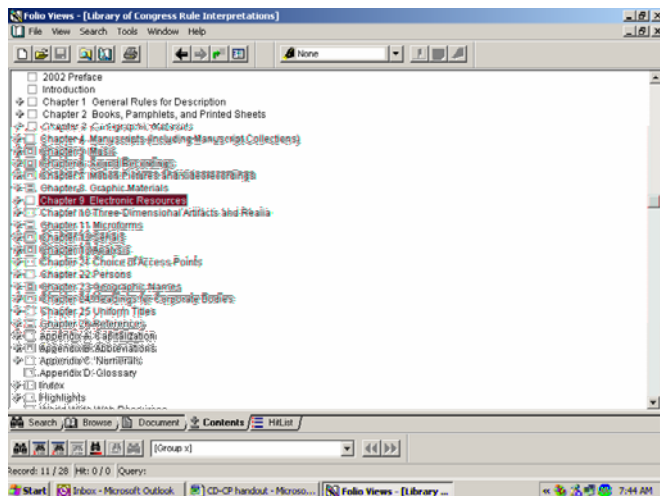 Folio Views - [Library of Congress Rule Interpretations]
File View Search Tools Window Help
None
2002 Preface
Introduction
Chapter 1 General Rules for Description
Chapter 2 Books, Pamphlets, and Printed Sheets
Chapter 3 Cartographic Materials
Chapter 4 Manuscripts (Including Manuscript Collections)
Chapter 5 Music
Chapter 6 Sound Recordings
Chapter 7 Motion Pictures and Videorecordings
Chapter 8 Graphic Materials
Chapter 9 Electronic Resources
Chapter 10 Three-Dimensional Artifacts and Realia
Chapter 11 Microforms
Chapter 12 Serials
Chapter 13 Analysis
Chapter 21 Choice of Access Points
Chapter 22 Persons
Chapter 23 Geographic Names
Chapter 24 Headings for Corporate Bodies
Chapter 25 Uniform Titles
Chapter 26 References
Appendix A: Capitalization
Appendix B: Abbreviations
Appendix C: Numerals
Appendix D: Glossary
Index
Highlights
Search Browse Document Contents HitList
[Group x]
Record: 11 / 28 Hit: 0 / 0 Query:
Start Inbox - Microsoft Outlook CD-CP handout - Microso... Folio Views - [Library ... 7:44 AM